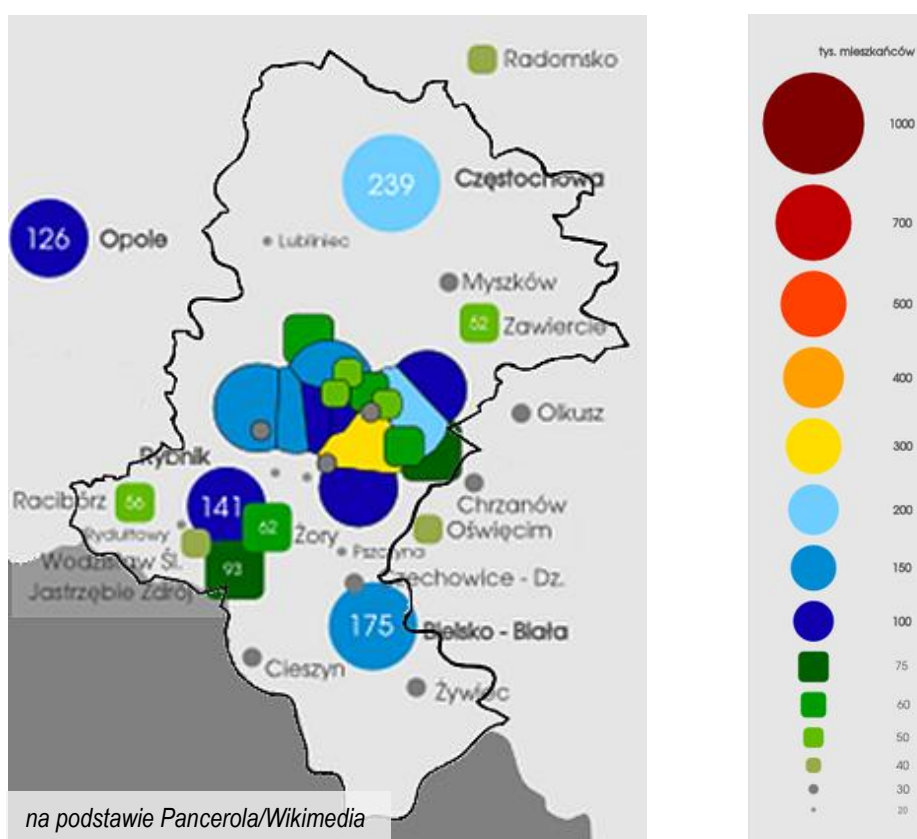 Radomsko
239 Częstochowa
126 Opole
Lubliniec
Myszków
62 Zawiercie
Olkusz
Rybnik
Racibórz 56
141
Chrzanów
Rydułtowy
62 Żory
Oświęcim
Pszczyna
Wodzisław Śl.
93
Jastrzębie Zdrój
Czechowice - Dz.
175 Bielsko - Biała
Cieszyn
Żywiec
na podstawie Pancerola/Wikimedia
tys. mieszkańców
1000
700
500
400
300
200
150
100
75
60
50
40
30
20